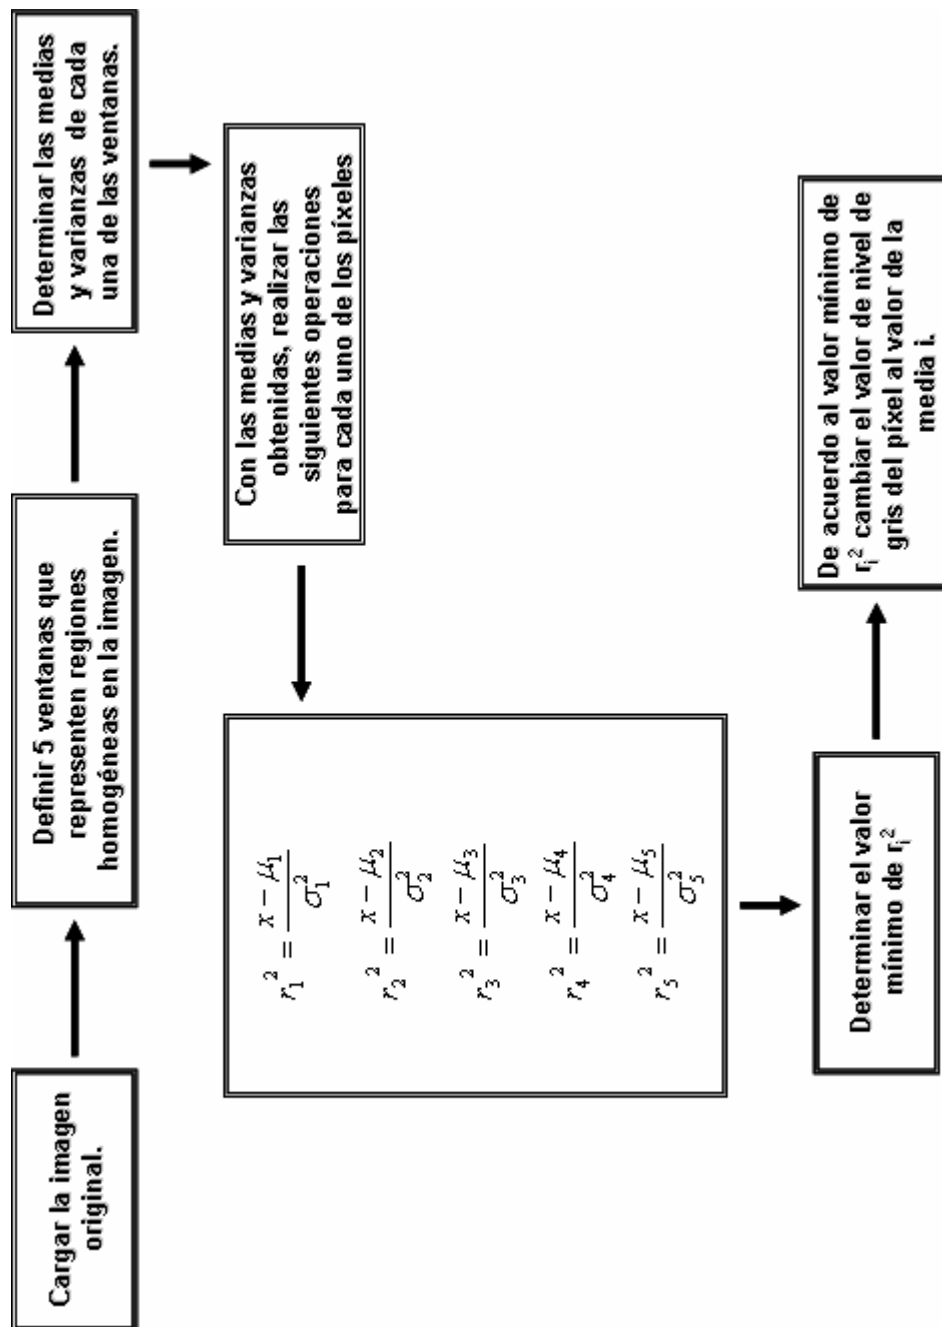 Cargar la imagen
original.
Definir 5 ventanas que
representen regiones
homogéneas en la imagen.
Determinar las medias
y varianzas de cada
una de las ventanas.
Con las medias y varianzas
obtenidas, realizar las
siguientes operaciones
para cada uno de los píxeles
r₁² = (x − μ₁)/σ₁²
r₂² = (x − μ₂)/σ₂²
r₃² = (x − μ₃)/σ₃²
r₄² = (x − μ₄)/σ₄²
r₅² = (x − μ₅)/σ₅²
Determinar el valor
mínimo de rᵢ²
De acuerdo al valor mínimo de
rᵢ² cambiar el valor de nivel de
gris del píxel al valor de la
media i.